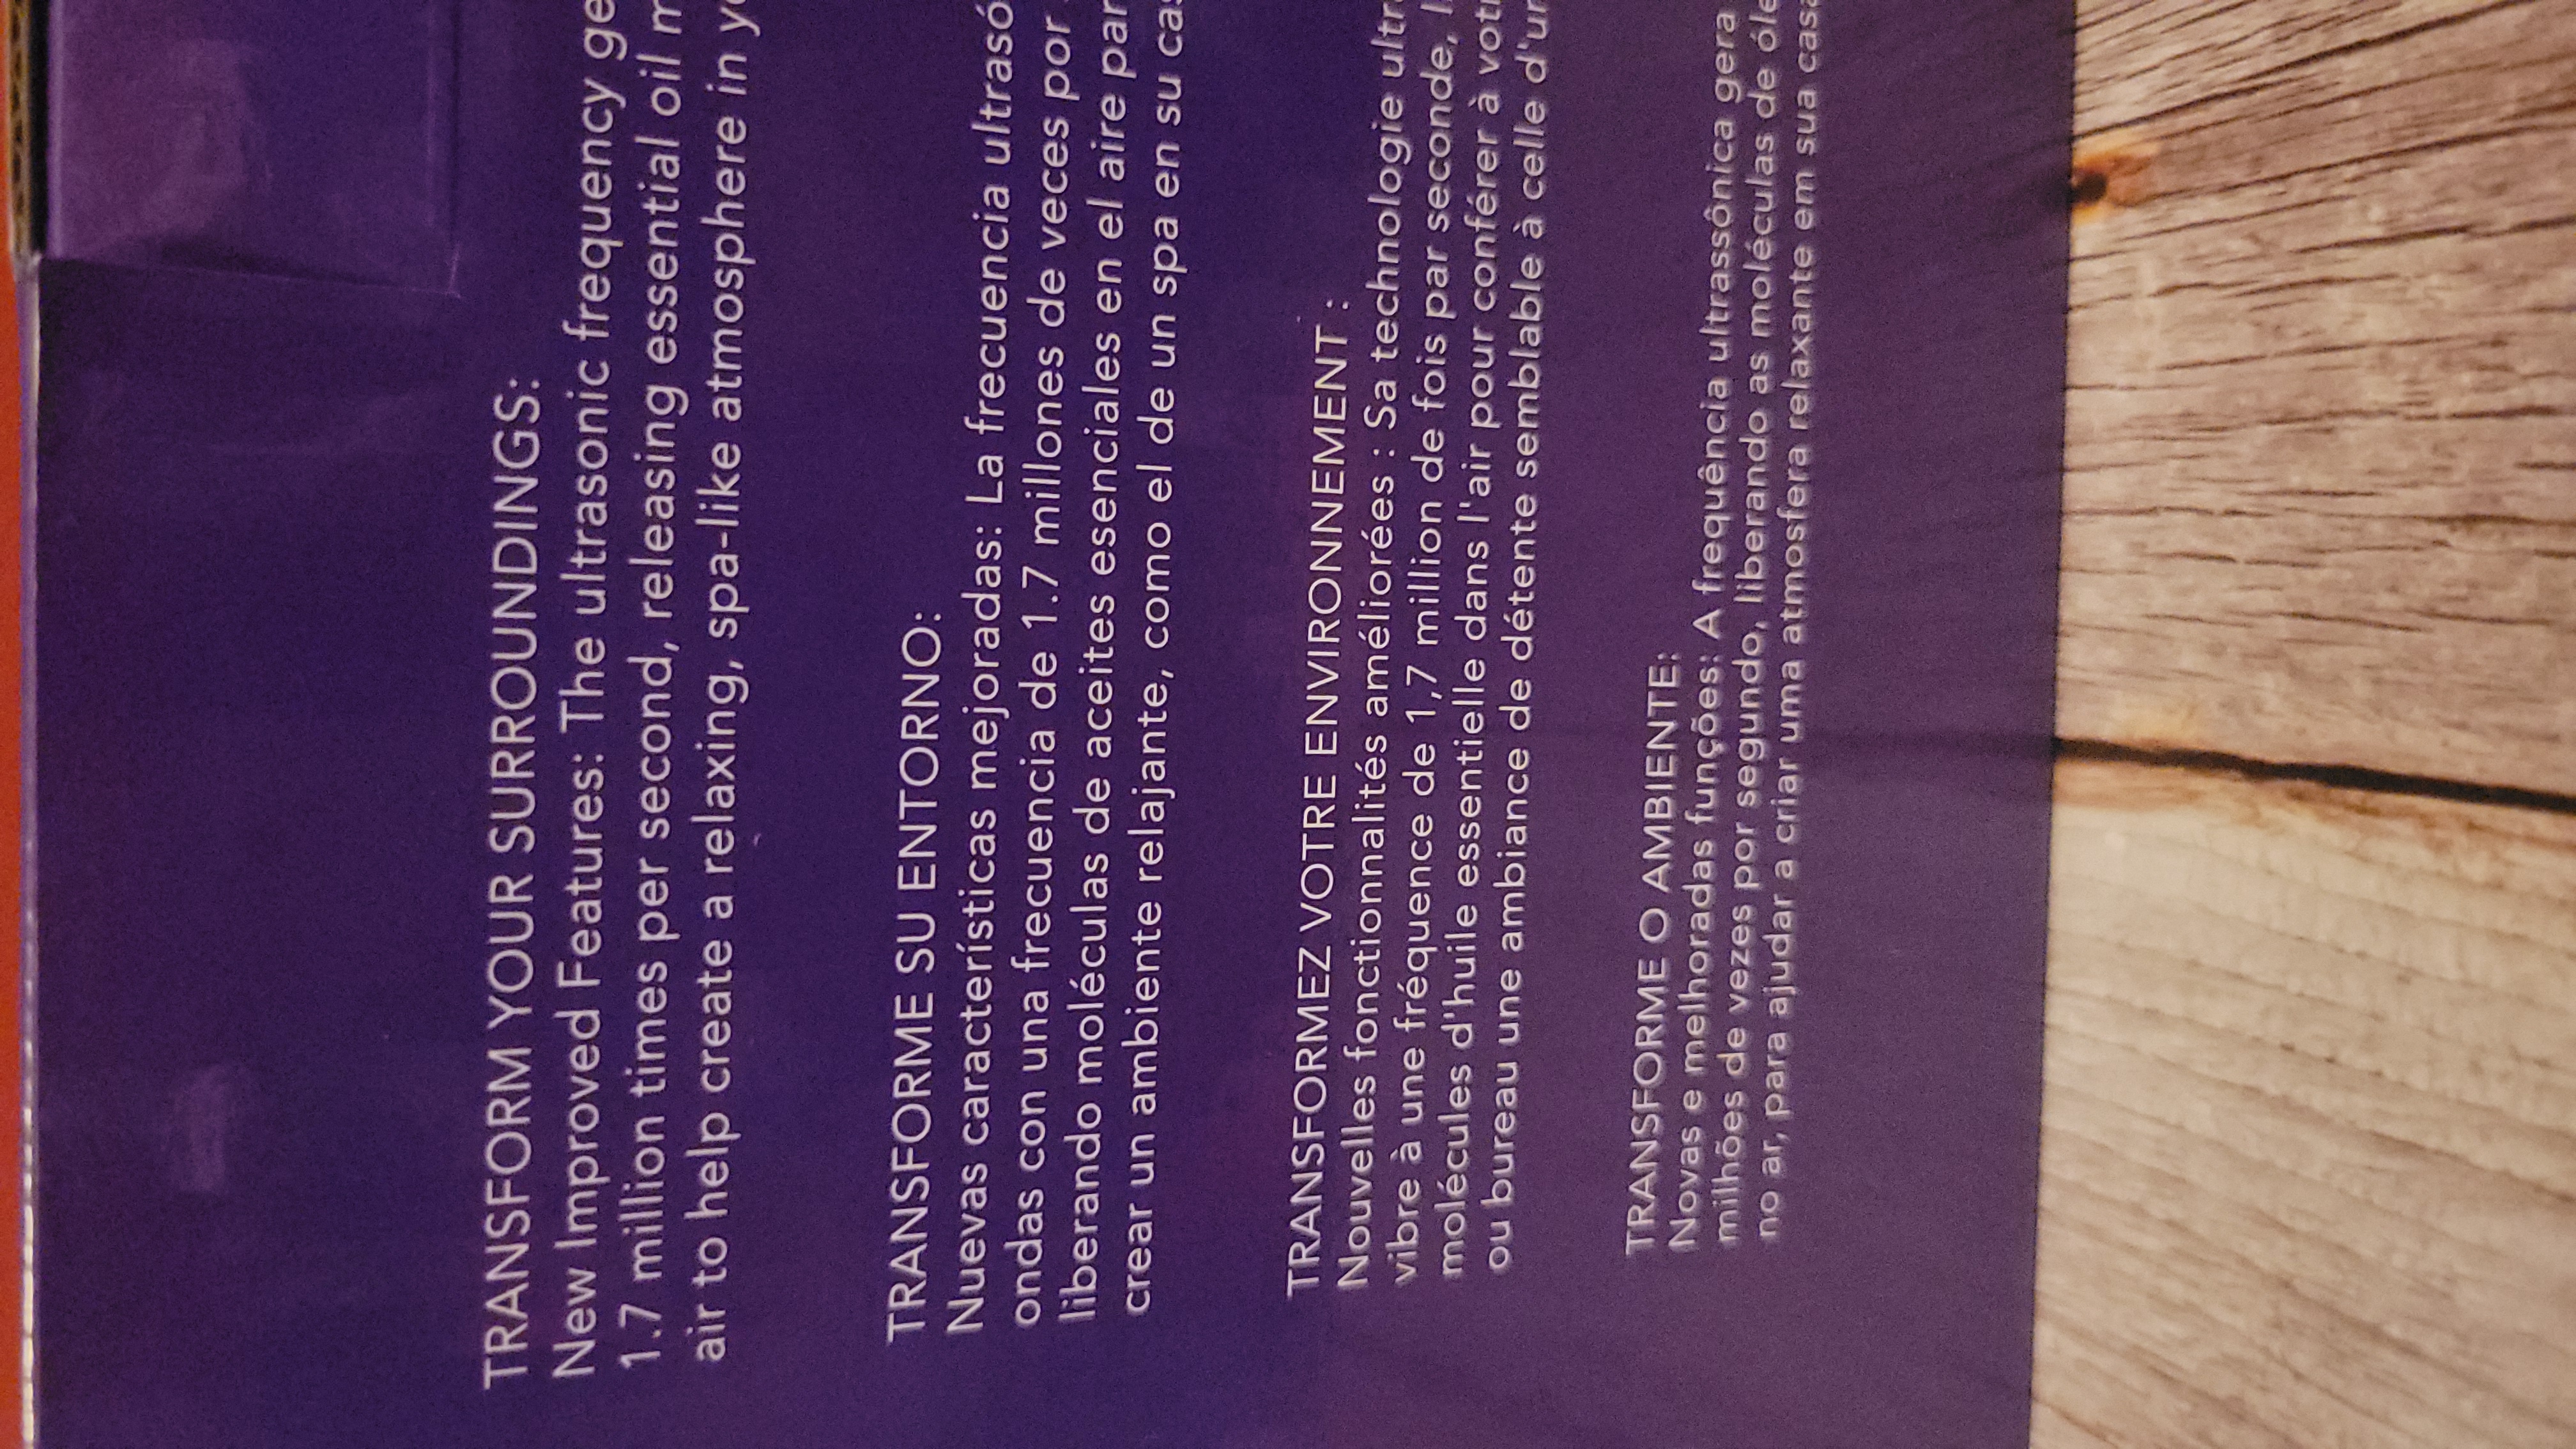 TRANSFORM YOUR SURROUNDINGS:
New Improved Features: The ultrasonic frequency
1.7 million times per second, releasing essential oil
air to help create a relaxing, spa-like atmosphere in
TRANSFORME SU ENTORNO:
Nuevas características mejoradas: La frecuencia
ondas con una frecuencia de 1.7 millones de veces por
liberando moléculas de aceites esenciales en el aire
crear un ambiente relajante, como el de un spa en su
TRANSFORMEZ VOTRE ENVIRONNEMENT :
Nouvelles fonctionnalités améliorées : Sa technologie
vibre à une fréquence de 1,7 million de fois par seconde,
molécules d'huile essentielle dans l'air pour conférer à
ou bureau une ambiance de détente semblable à celle
TRANSFORME O AMBIENTE:
Novas e melhoradas funções: A frequência ultrassônica gera
milhões de vezes por segundo, liberando as moléculas de
no ar, para ajudar a criar uma atmosfera relaxante em sua